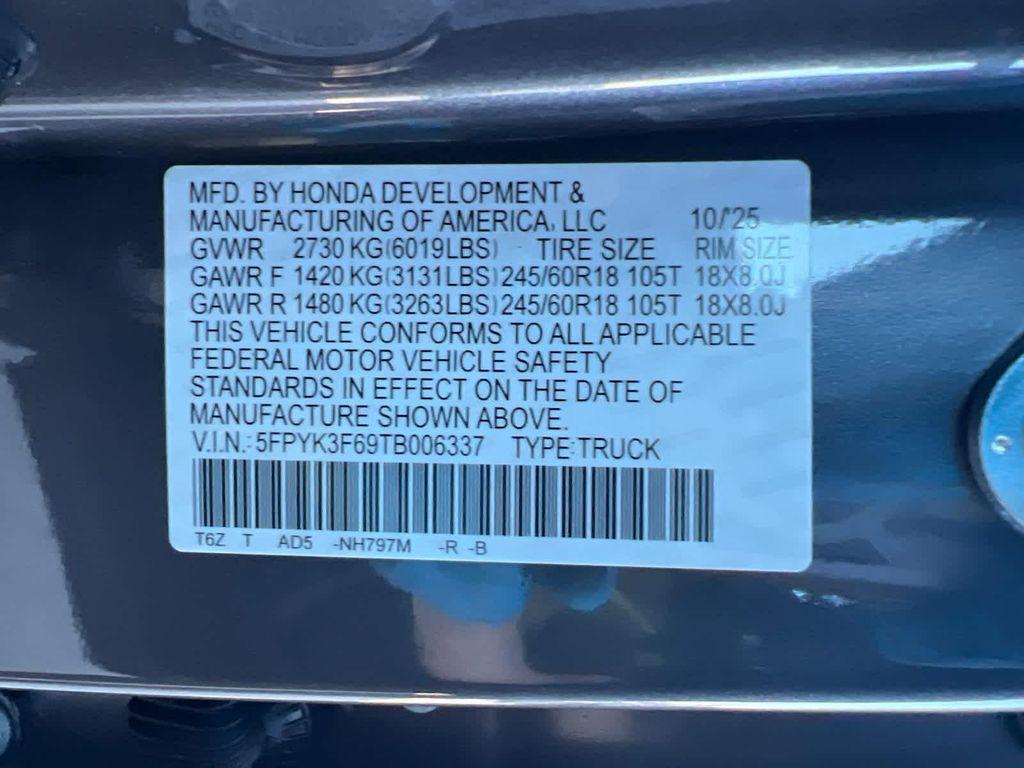 MFD. BY HONDA DEVELOPMENT &
MANUFACTURING OF AMERICA, LLC 10/'25
GVWR 2730 KG(6019LBS) TIRE SIZE RIM SIZE
GAWR F 1420 KG(3131LBS) 245/60R18 105T 18X8.0J
GAWR R 1480 KG(3263LBS) 245/60R18 105T 18X8.0J
THIS VEHICLE CONFORMS TO ALL APPLICABLE
FEDERAL MOTOR VEHICLE SAFETY
STANDARDS IN EFFECT ON THE DATE OF
MANUFACTURE SHOWN ABOVE.
V.I.N.: 5FPYK3F69TB006337 TYPE: TRUCK
T6Z T AD5 -NH797M -R -B